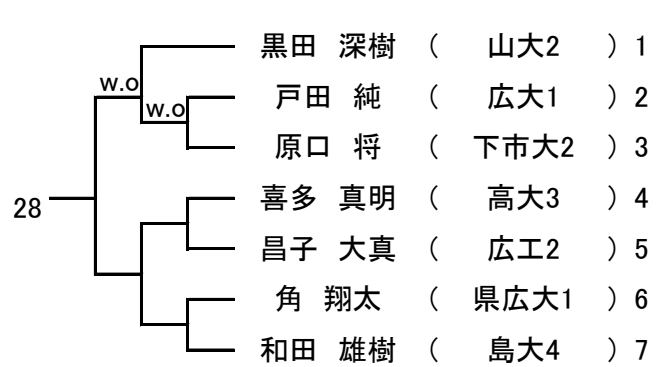 黒田 深樹 ( 山大2 ) 1
w.o
戸田 純 ( 広大1 ) 2
w.o
原口 将 ( 下市大2 ) 3
28
喜多 真明 ( 高大3 ) 4
昌子 大真 ( 広工2 ) 5
角 翔太 ( 県広大1 ) 6
和田 雄樹 ( 島大4 ) 7